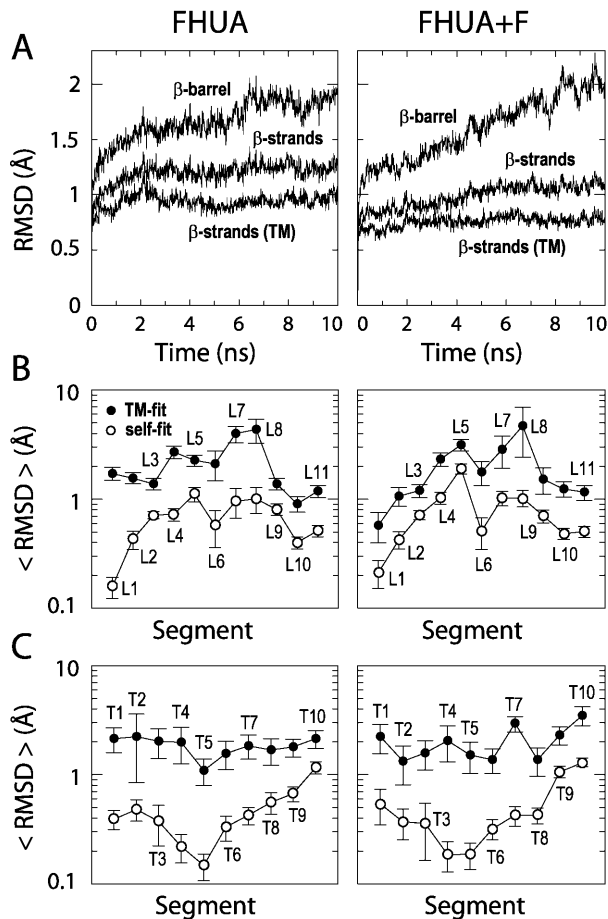 FHUA FHUA+F
A
RMSD (Å)
2
1.5
1
0.5
0
β-barrel
β-strands
β-strands (TM)
β-barrel
β-strands
β-strands (TM)
0 2 4 6 8 10 0 2 4 6 8 10
Time (ns) Time (ns)
B
< RMSD > (Å)
10
1
0.1
TM-fit
self-fit
L1
L2
L3
L4
L5
L6
L7
L8
L9
L10
L11
L1
L2
L3
L4
L5
L6
L7
L8
L9
L10
L11
Segment Segment
C
< RMSD > (Å)
10
1
0.1
T1
T2
T3
T4
T5
T6
T7
T8
T9
T10
T1
T2
T3
T4
T5
T6
T7
T8
T9
T10
Segment Segment